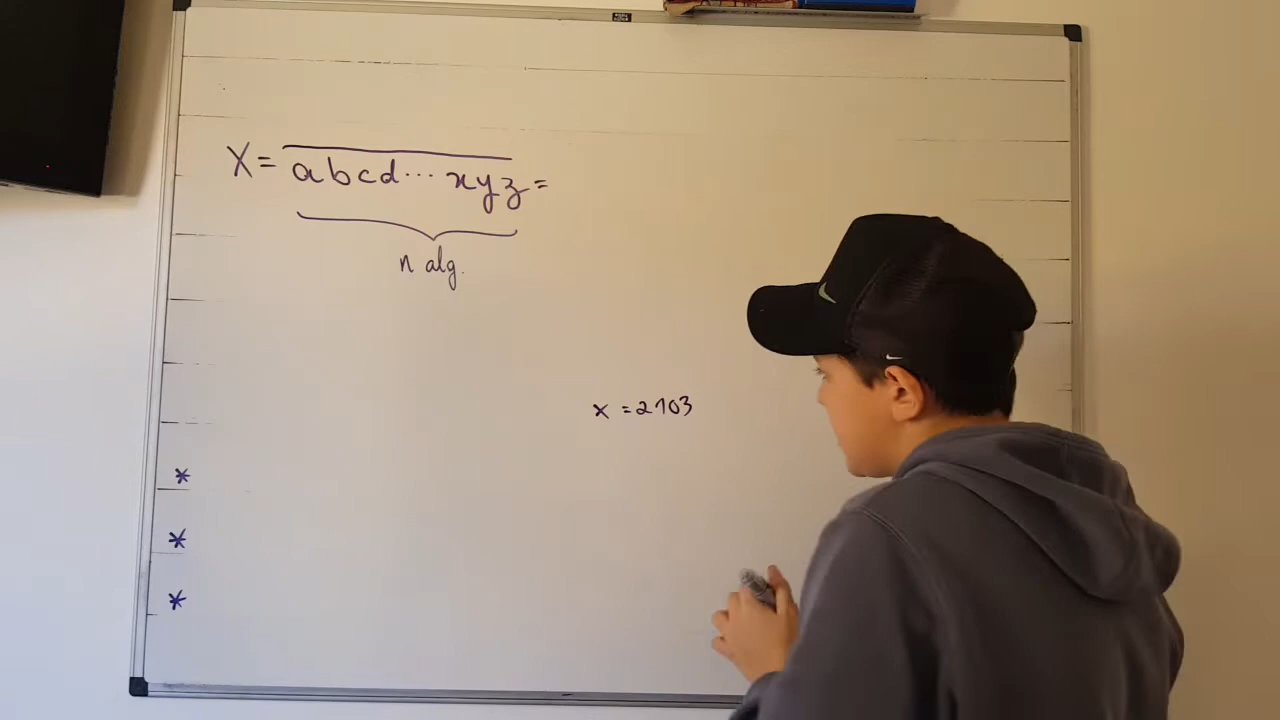 X = abcd... xyz =
n alg.
x = 2103
*
*
*